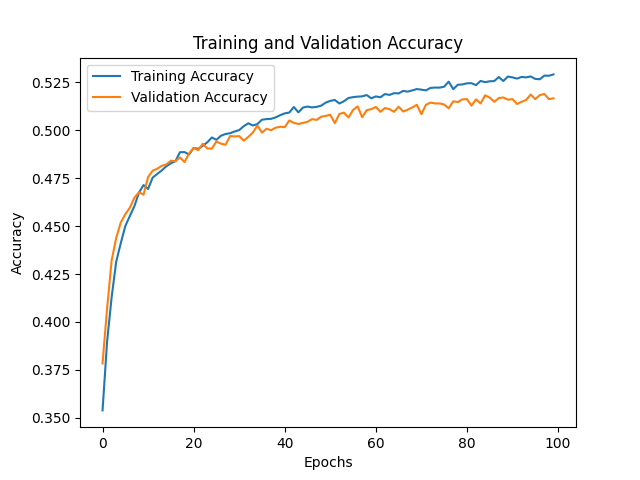 Training and Validation Accuracy
Training Accuracy
Validation Accuracy
0.525
0.500
0.475
0.450
0.425
0.400
0.375
0.350
Accuracy
0 20 40 60 80 100
Epochs